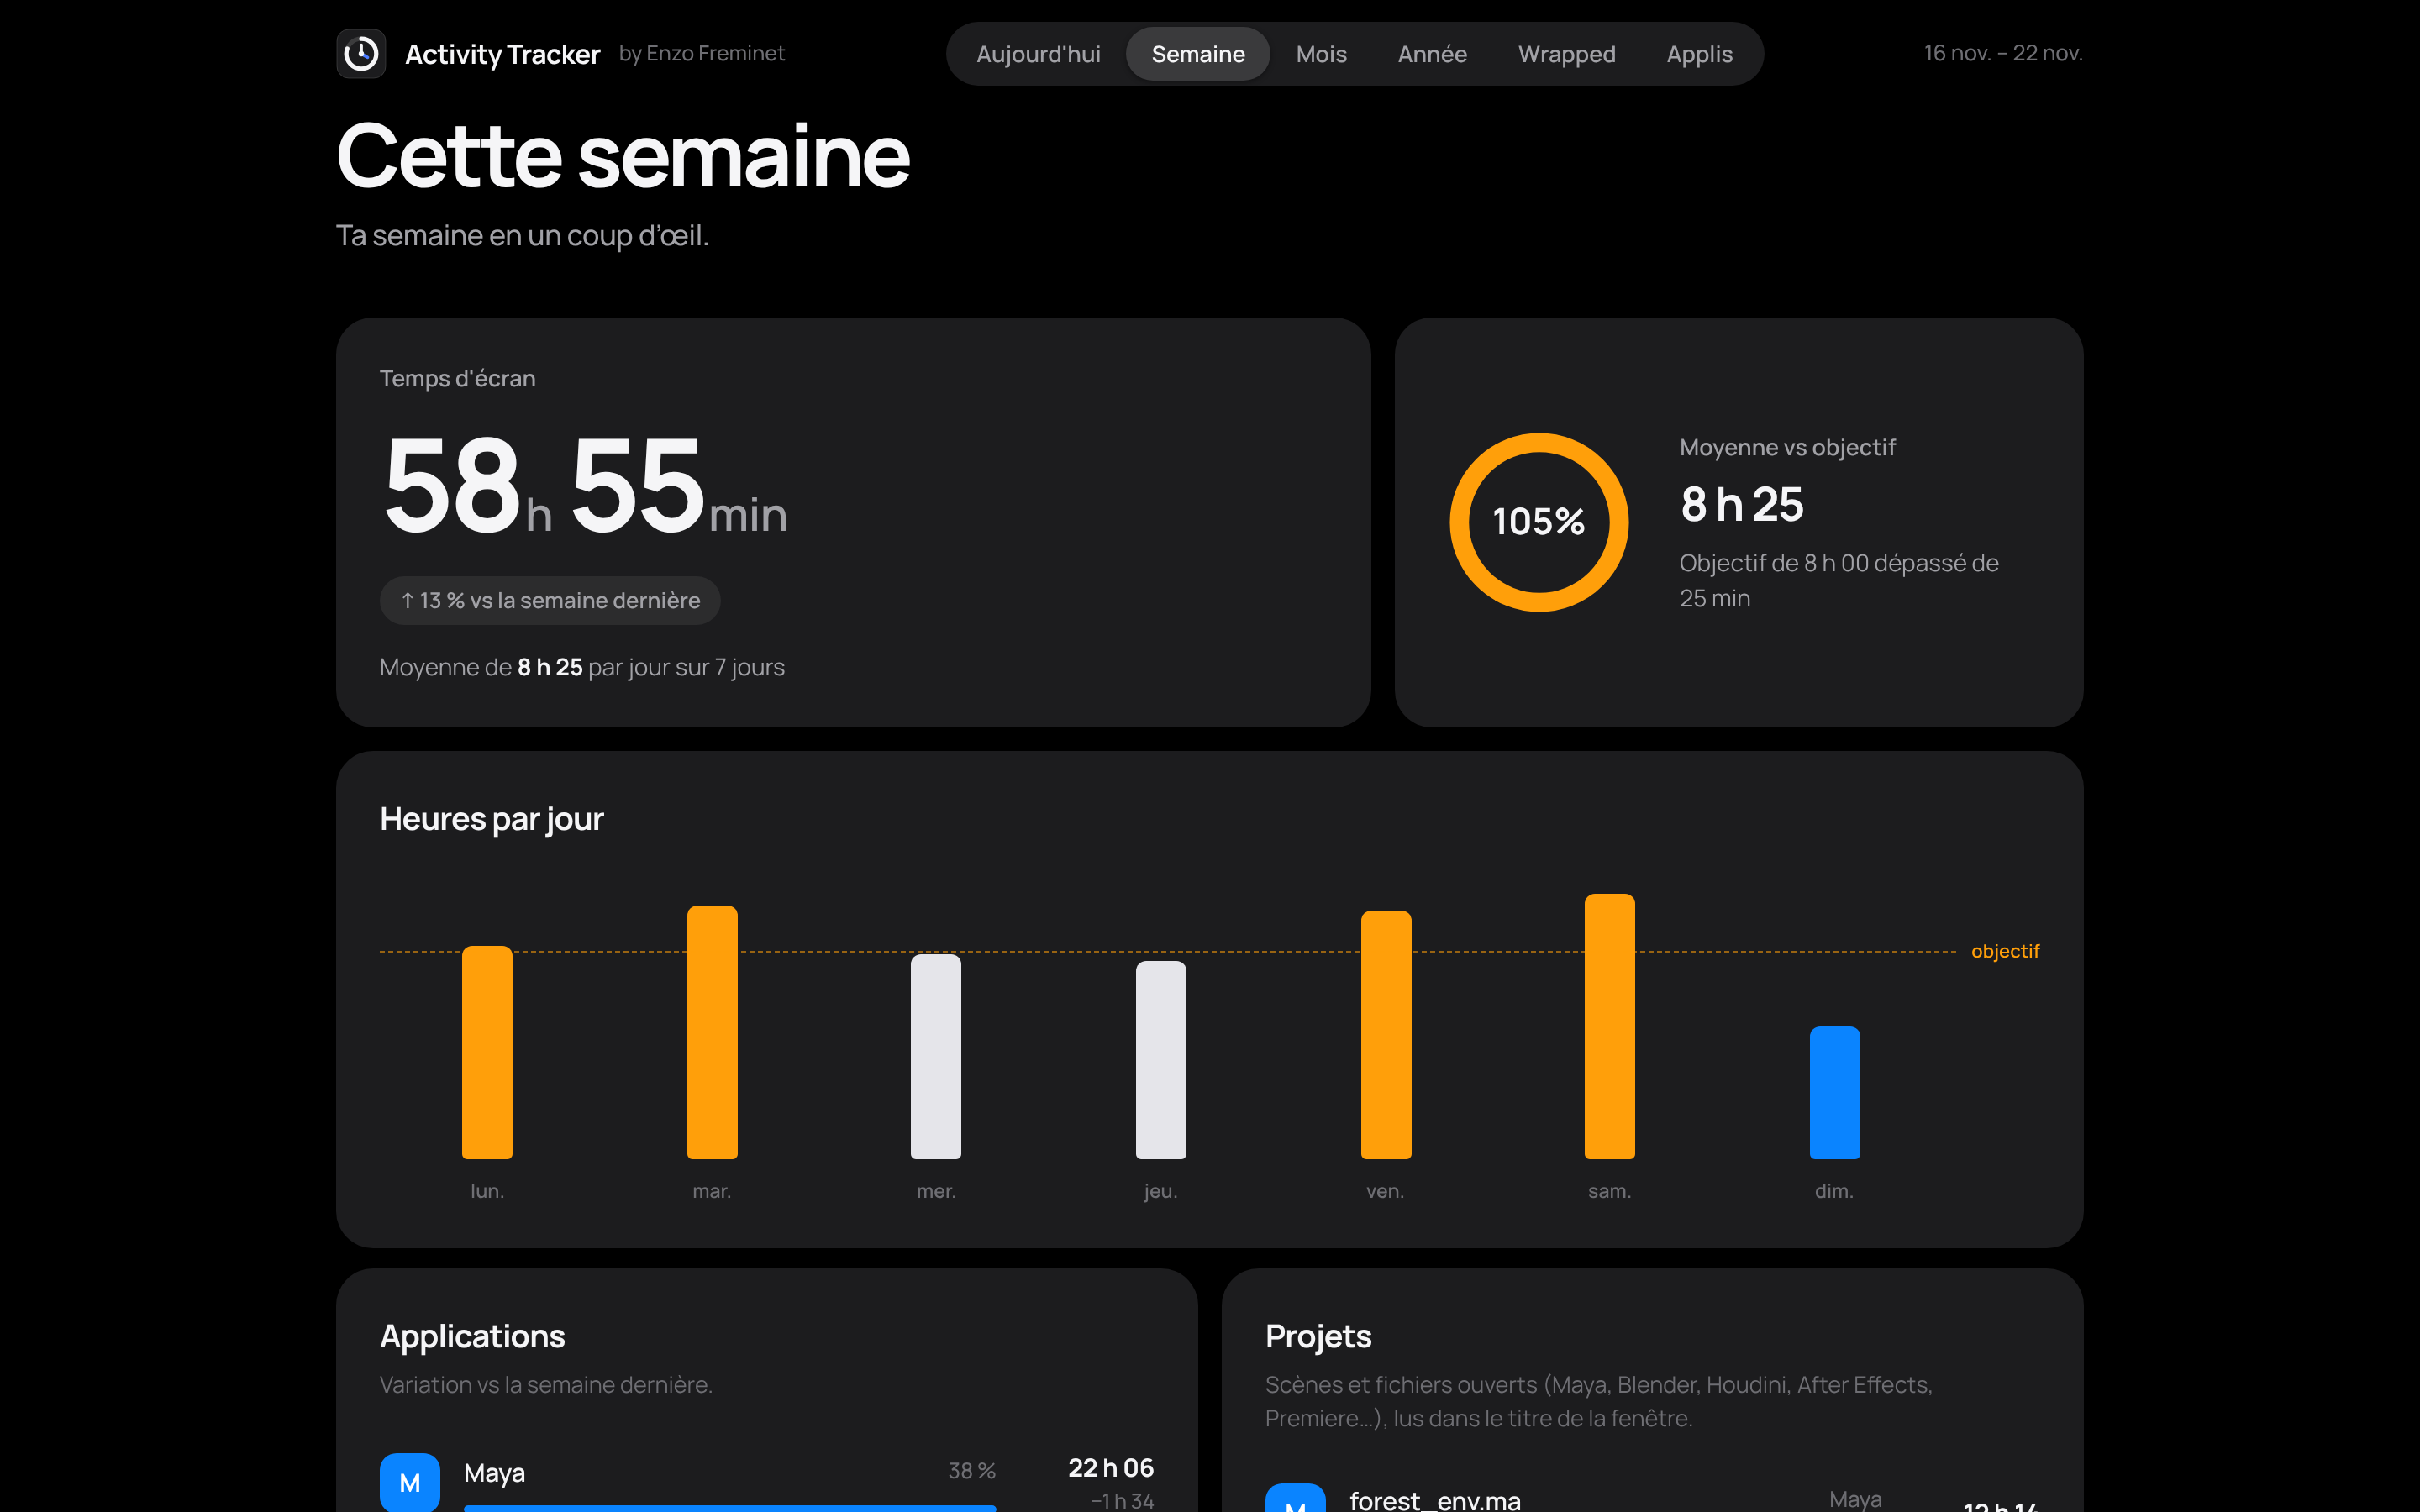 Activity Tracker by Enzo Freminet
Aujourd'hui Semaine Mois Année Wrapped Applis
16 nov. – 22 nov.
Cette semaine
Ta semaine en un coup d’œil.
Temps d'écran
58h 55min
↑ 13 % vs la semaine dernière
Moyenne de 8 h 25 par jour sur 7 jours
105%
Moyenne vs objectif
8 h 25
Objectif de 8 h 00 dépassé de
25 min
Heures par jour
objectif
lun. mar. mer. jeu. ven. sam. dim.
Applications
Variation vs la semaine dernière.
M Maya 38 % 22 h 06
−1 h 34
Projets
Scènes et fichiers ouverts (Maya, Blender, Houdini, After Effects,
Premiere…), lus dans le titre de la fenêtre.
M forest_env.ma Maya 12 h 14